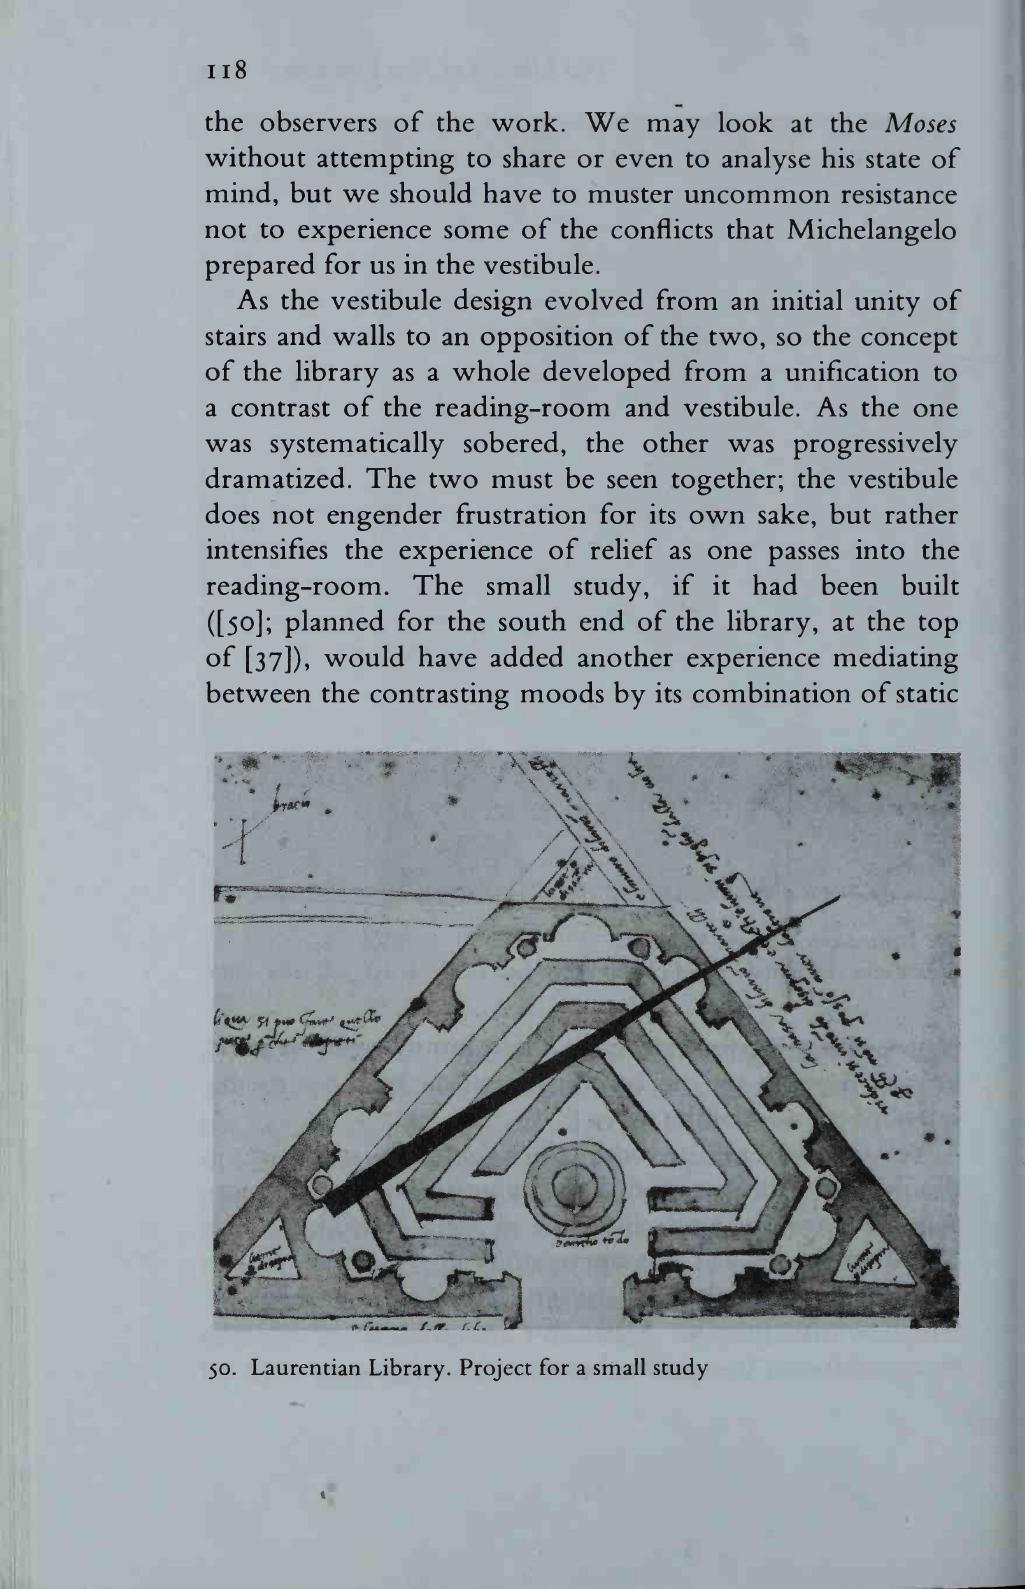 118
the observers of the work. We may look at the Moses
without attempting to share or even to analyse his state of
mind, but we should have to muster uncommon resistance
not to experience some of the conflicts that Michelangelo
prepared for us in the vestibule.
As the vestibule design evolved from an initial unity of
stairs and walls to an opposition of the two, so the concept
of the library as a whole developed from a unification to
a contrast of the reading-room and vestibule. As the one
was systematically sobered, the other was progressively
dramatized. The two must be seen together; the vestibule
does not engender frustration for its own sake, but rather
intensifies the experience of relief as one passes into the
reading-room. The small study, if it had been built
([50]; planned for the south end of the library, at the top
of [37]), would have added another experience mediating
between the contrasting moods by its combination of static
50. Laurentian Library. Project for a small study